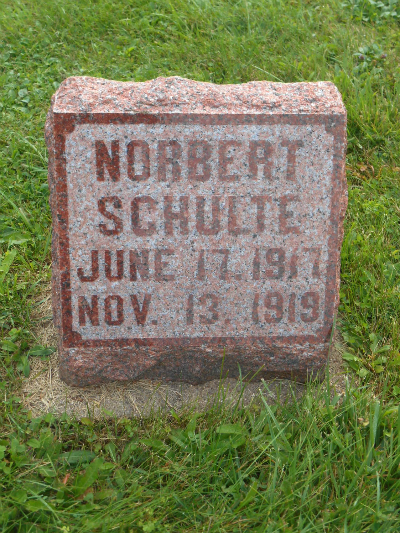 NORBERT
SCHULTE
JUNE 17, 1917
NOV. 13, 1919